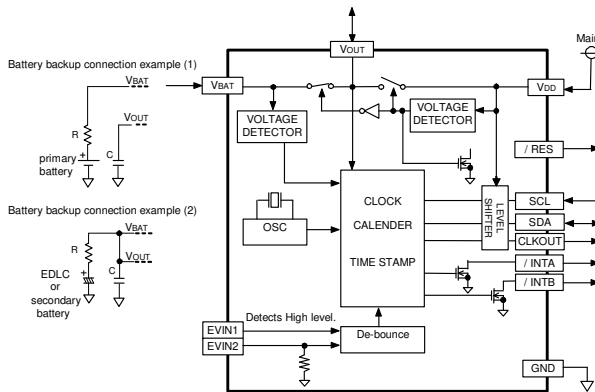 Battery backup connection example (1)
VBAT
VOUT
R
+
primary
battery
C
Battery backup connection example (2)
VBAT
VOUT
R
+
C
EDLC
or
secondary
battery
VOUT
Main
VBAT
VDD
VOLTAGE
DETECTOR
VOLTAGE
DETECTOR
/ RES
CLOCK
CALENDER
TIME STAMP
LEVEL
SHIFTER
SCL
SDA
CLKOUT
OSC
/ INTA
/ INTB
Detects High level.
EVIN1
EVIN2
De-bounce
GND